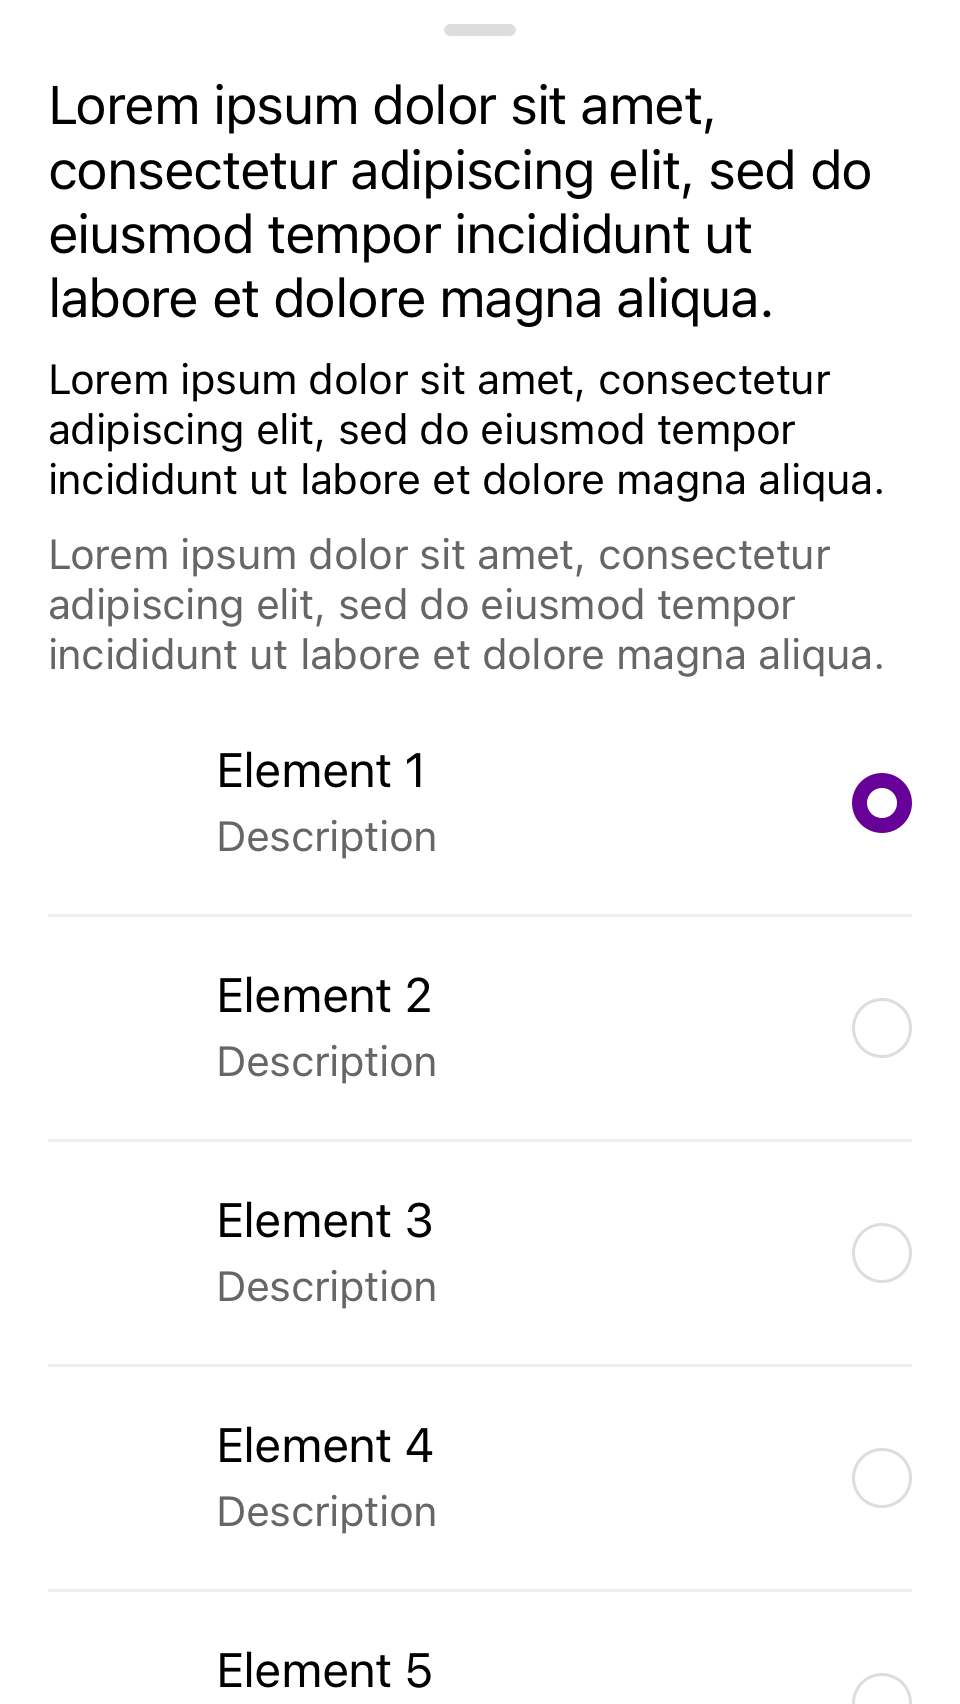 Lorem ipsum dolor sit amet,
consectetur adipiscing elit, sed do
eiusmod tempor incididunt ut
labore et dolore magna aliqua.
Lorem ipsum dolor sit amet, consectetur
adipiscing elit, sed do eiusmod tempor
incididunt ut labore et dolore magna aliqua.
Lorem ipsum dolor sit amet, consectetur
adipiscing elit, sed do eiusmod tempor
incididunt ut labore et dolore magna aliqua.
Element 1
Description
Element 2
Description
Element 3
Description
Element 4
Description
Element 5